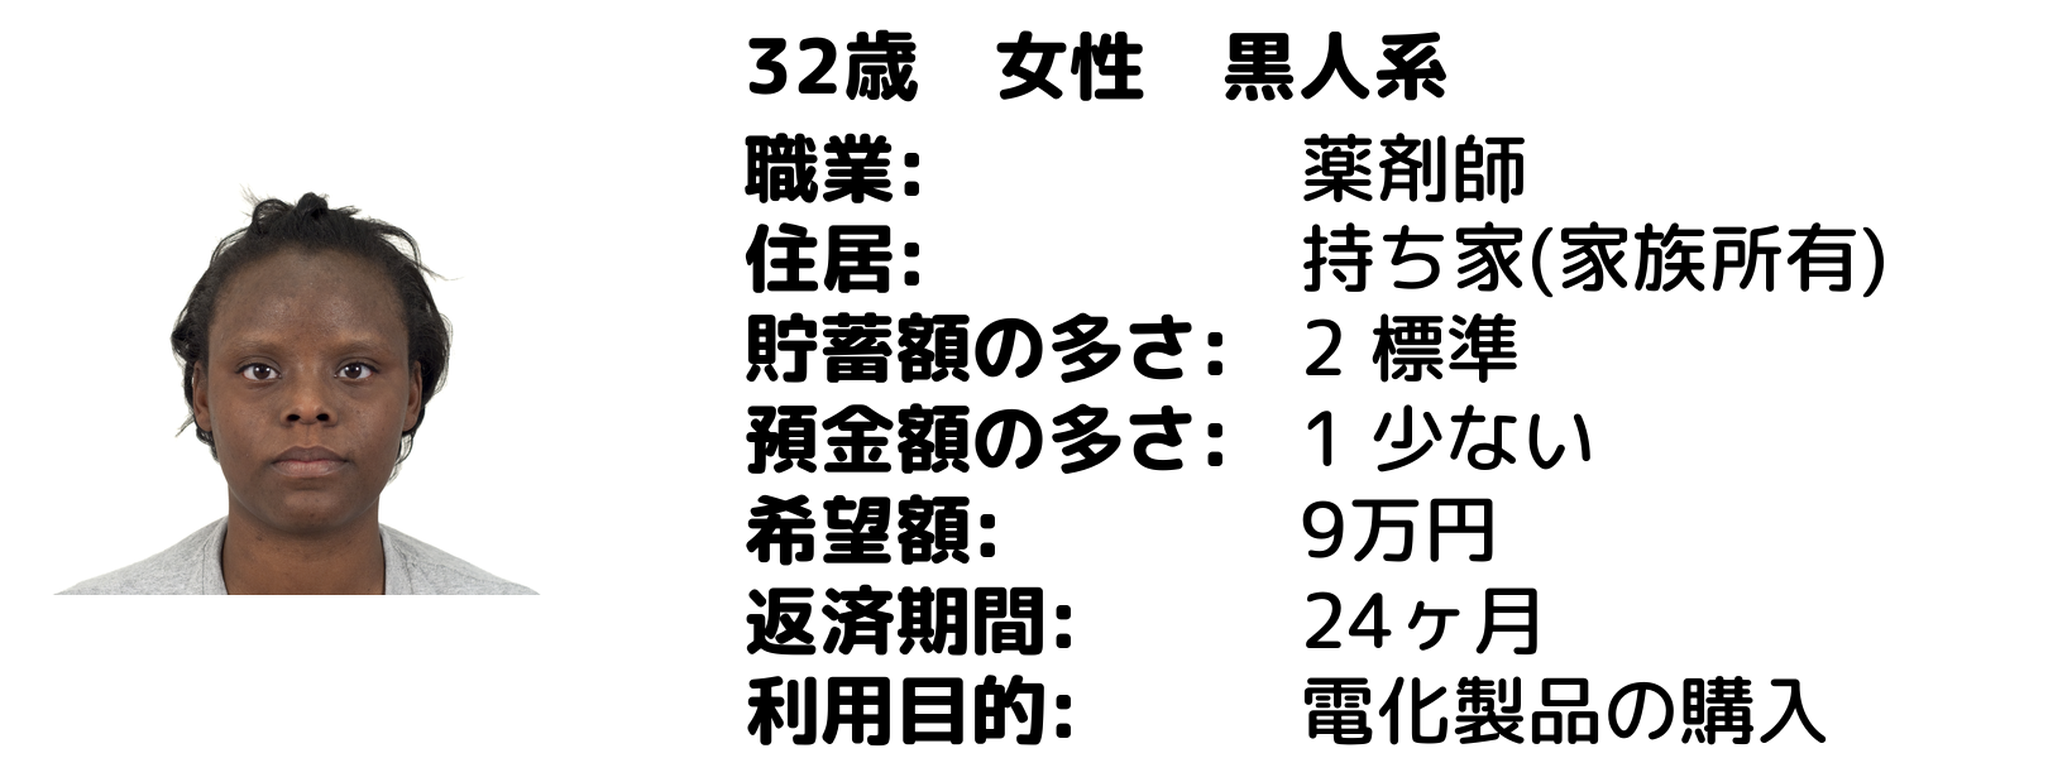 32歳　女性　黒人系
職業: 薬剤師
住居: 持ち家(家族所有)
貯蓄額の多さ: 2 標準
預金額の多さ: 1 少ない
希望額: 9万円
返済期間: 24ヶ月
利用目的: 電化製品の購入